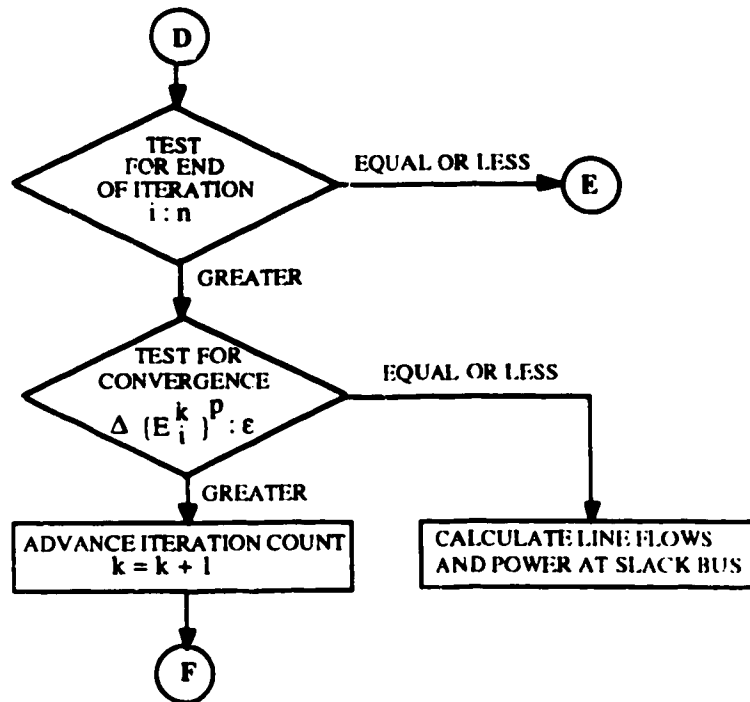 D
TEST
FOR END
OF ITERATION
i : n
EQUAL OR LESS
E
GREATER
TEST FOR
CONVERGENCE
Δ {E_i^k}^p : ε
EQUAL OR LESS
GREATER
ADVANCE ITERATION COUNT
k = k + 1
CALCULATE LINE FLOWS
AND POWER AT SLACK BUS
F